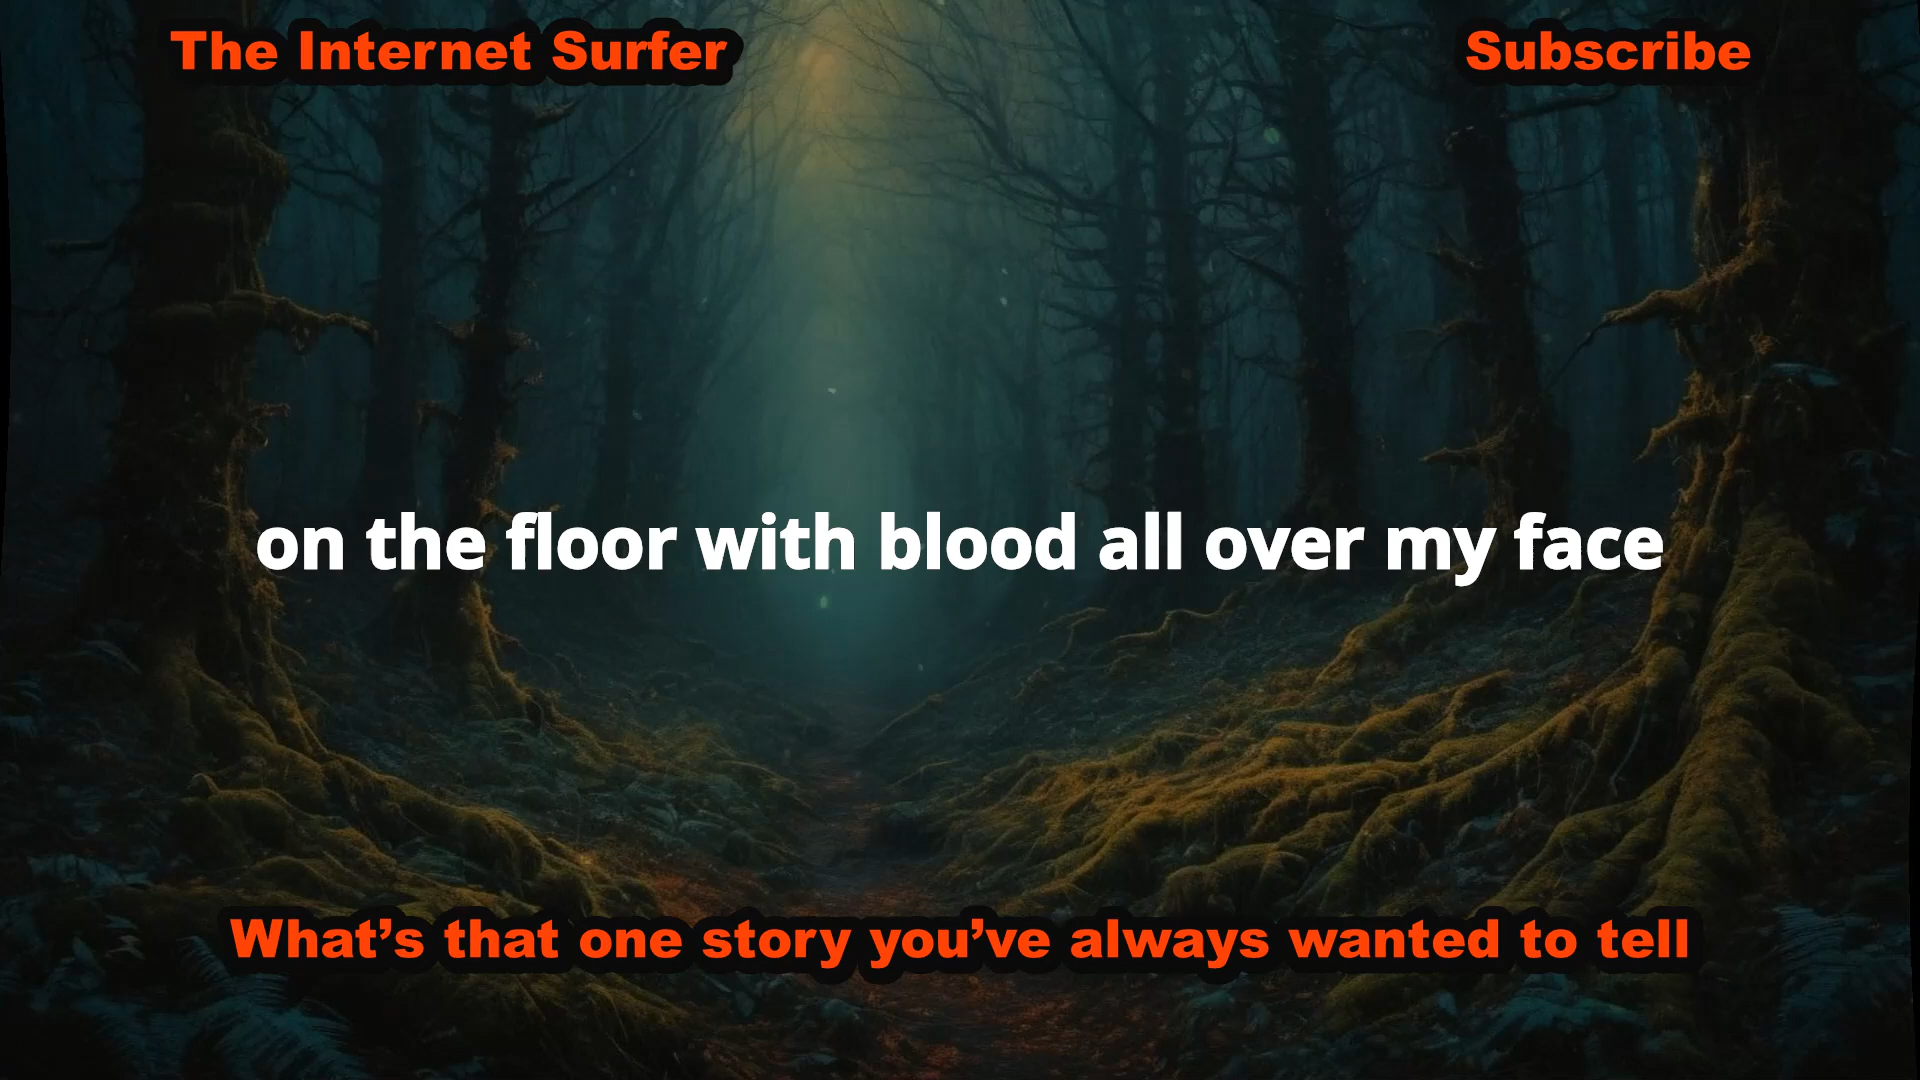 The Internet Surfer
Subscribe
on the floor with blood all over my face
What’s that one story you’ve always wanted to tell